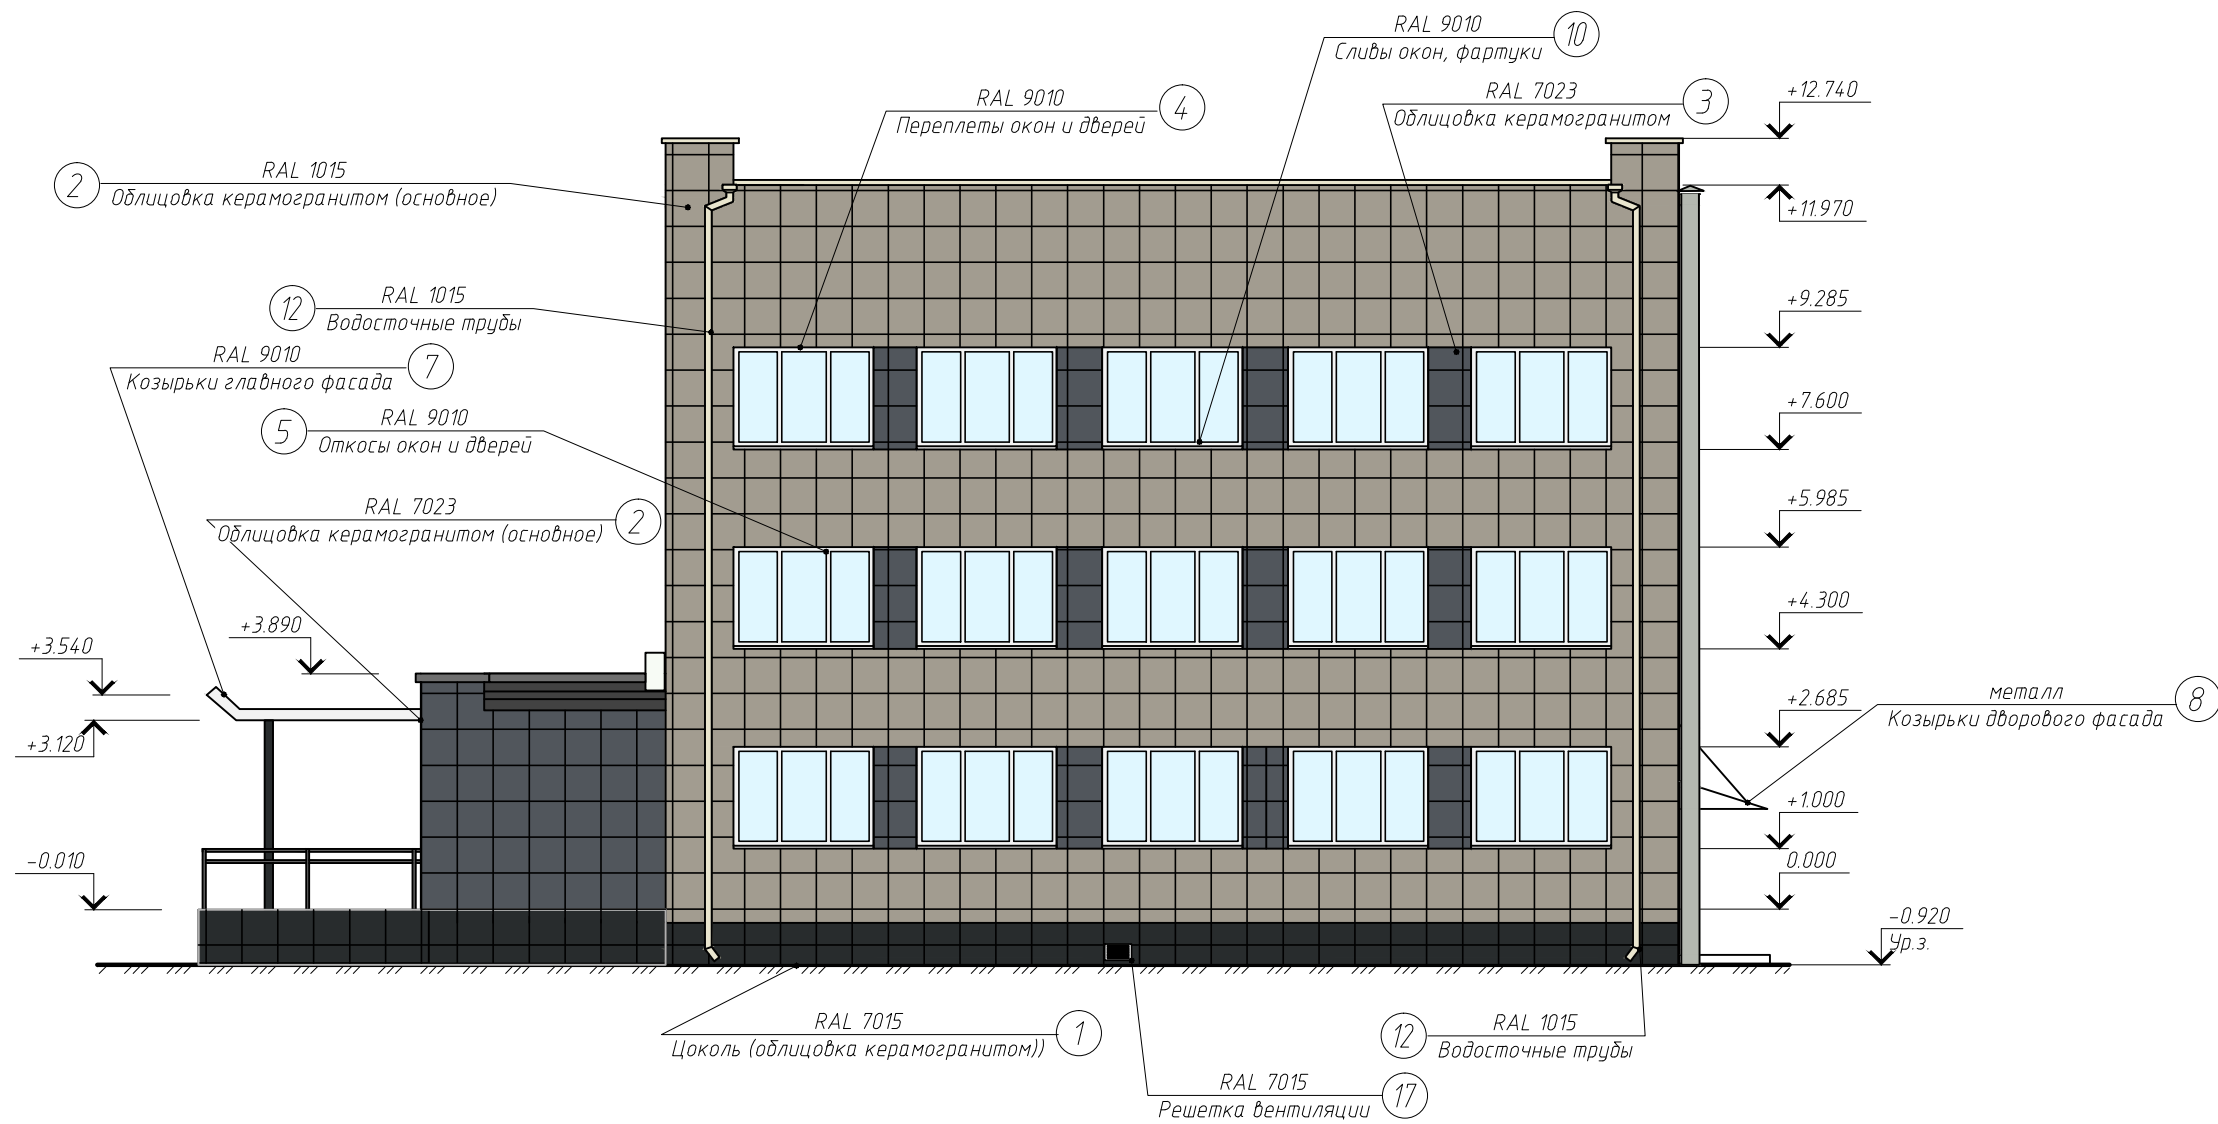 RAL 9010
10
Сливы окон, фартуки
RAL 9010
4
Переплеты окон и дверей
RAL 7023
3
Облицовка керамогранитом
+12.740
2
RAL 1015
Облицовка керамогранитом (основное)
+11.970
12
RAL 1015
Водосточные трубы
+9.285
RAL 9010
7
Козырьки главного фасада
+7.600
5
RAL 9010
Откосы окон и дверей
+5.985
RAL 7023
2
Облицовка керамогранитом (основное)
+4.300
+3.890
+3.540
+2.685
металл
8
Козырьки дворового фасада
+3.120
+1.000
-0.010
0.000
-0.920
Ур.з.
RAL 7015
1
Цоколь (облицовка керамогранитом))
12
RAL 1015
Водосточные трубы
RAL 7015
17
Решетка вентиляции